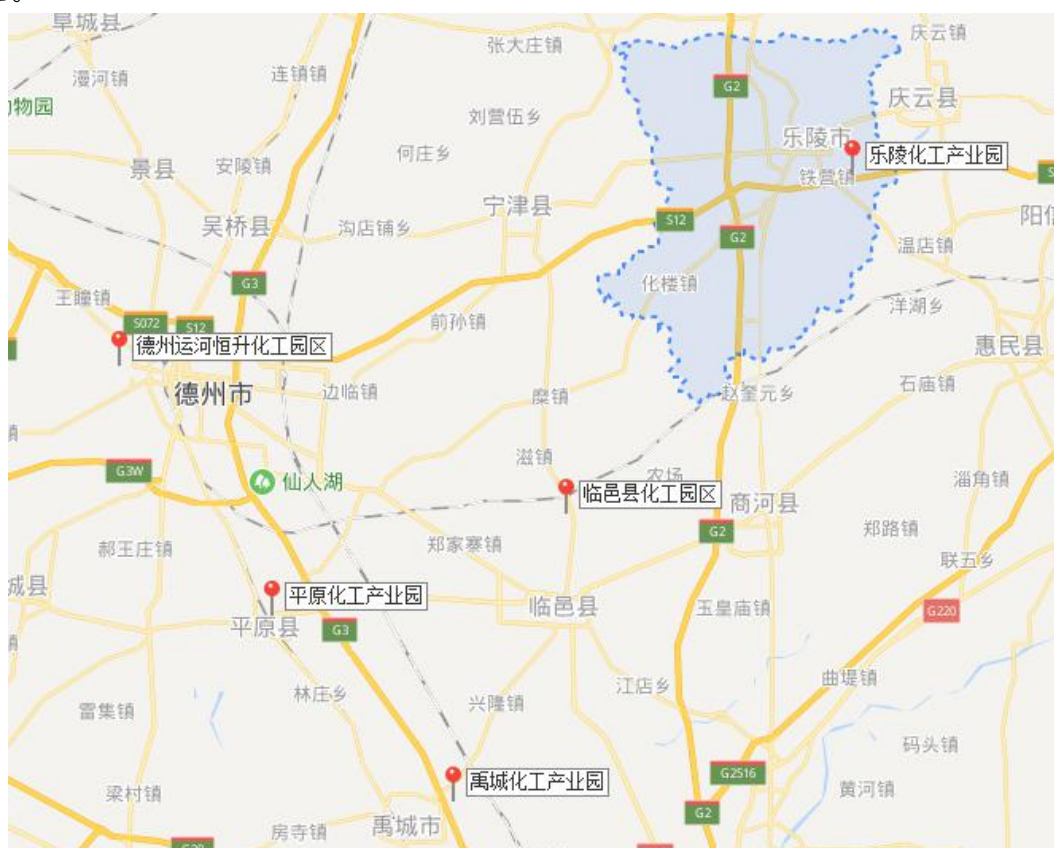 阜城县
张大庄镇
庆云镇
漫河镇
连镇镇
G2
庆云县
物园
刘营伍乡
乐陵市
何庄乡
乐陵化工产业园
景县
安陵镇
铁营镇
宁津县
S12
吴桥县
沟店铺乡
阳信
G2
温店镇
G3
化楼镇
王瞳镇
洋湖乡
S072
S12
前孙镇
德州运河恒升化工园区
惠民县
德州市
边临镇
糜镇
赵奎元乡
石庙镇
滋镇
G3W
仙人湖
农场
淄角镇
临邑县化工园区
商河县
G2
郑路镇
郝王庄镇
郑家寨镇
联五乡
城县
平原化工产业园
临邑县
玉皇庙镇
G220
平原县
G3
林庄乡
江店乡
曲堤镇
雷集镇
兴隆镇
码头镇
禹城化工产业园
G2516
梁村镇
黄河镇
G2
禹城市
房寺镇